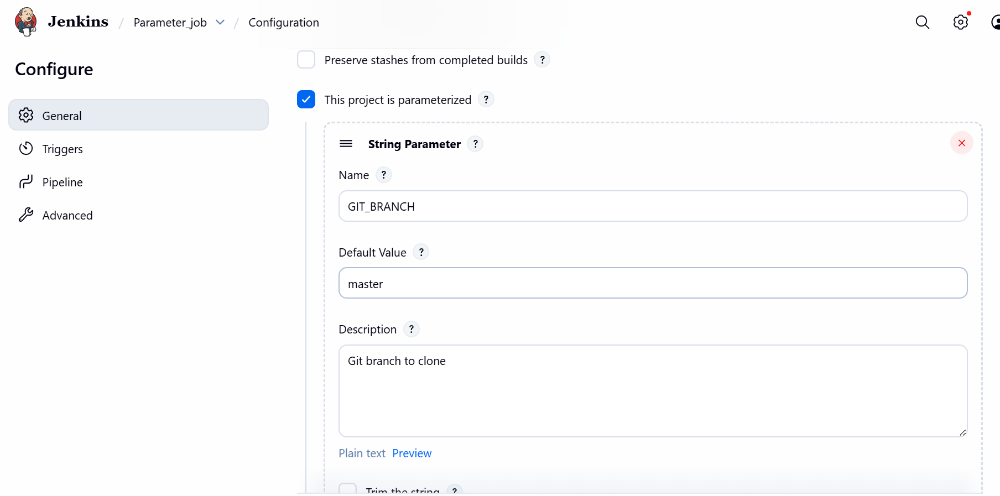 Jenkins / Parameter_job / Configuration
Configure
General
Triggers
Pipeline
Advanced
Preserve stashes from completed builds ?
This project is parameterized ?
String Parameter ?
Name ?
GIT_BRANCH
Default Value ?
master
Description ?
Git branch to clone
Plain text Preview
Trim the string ?